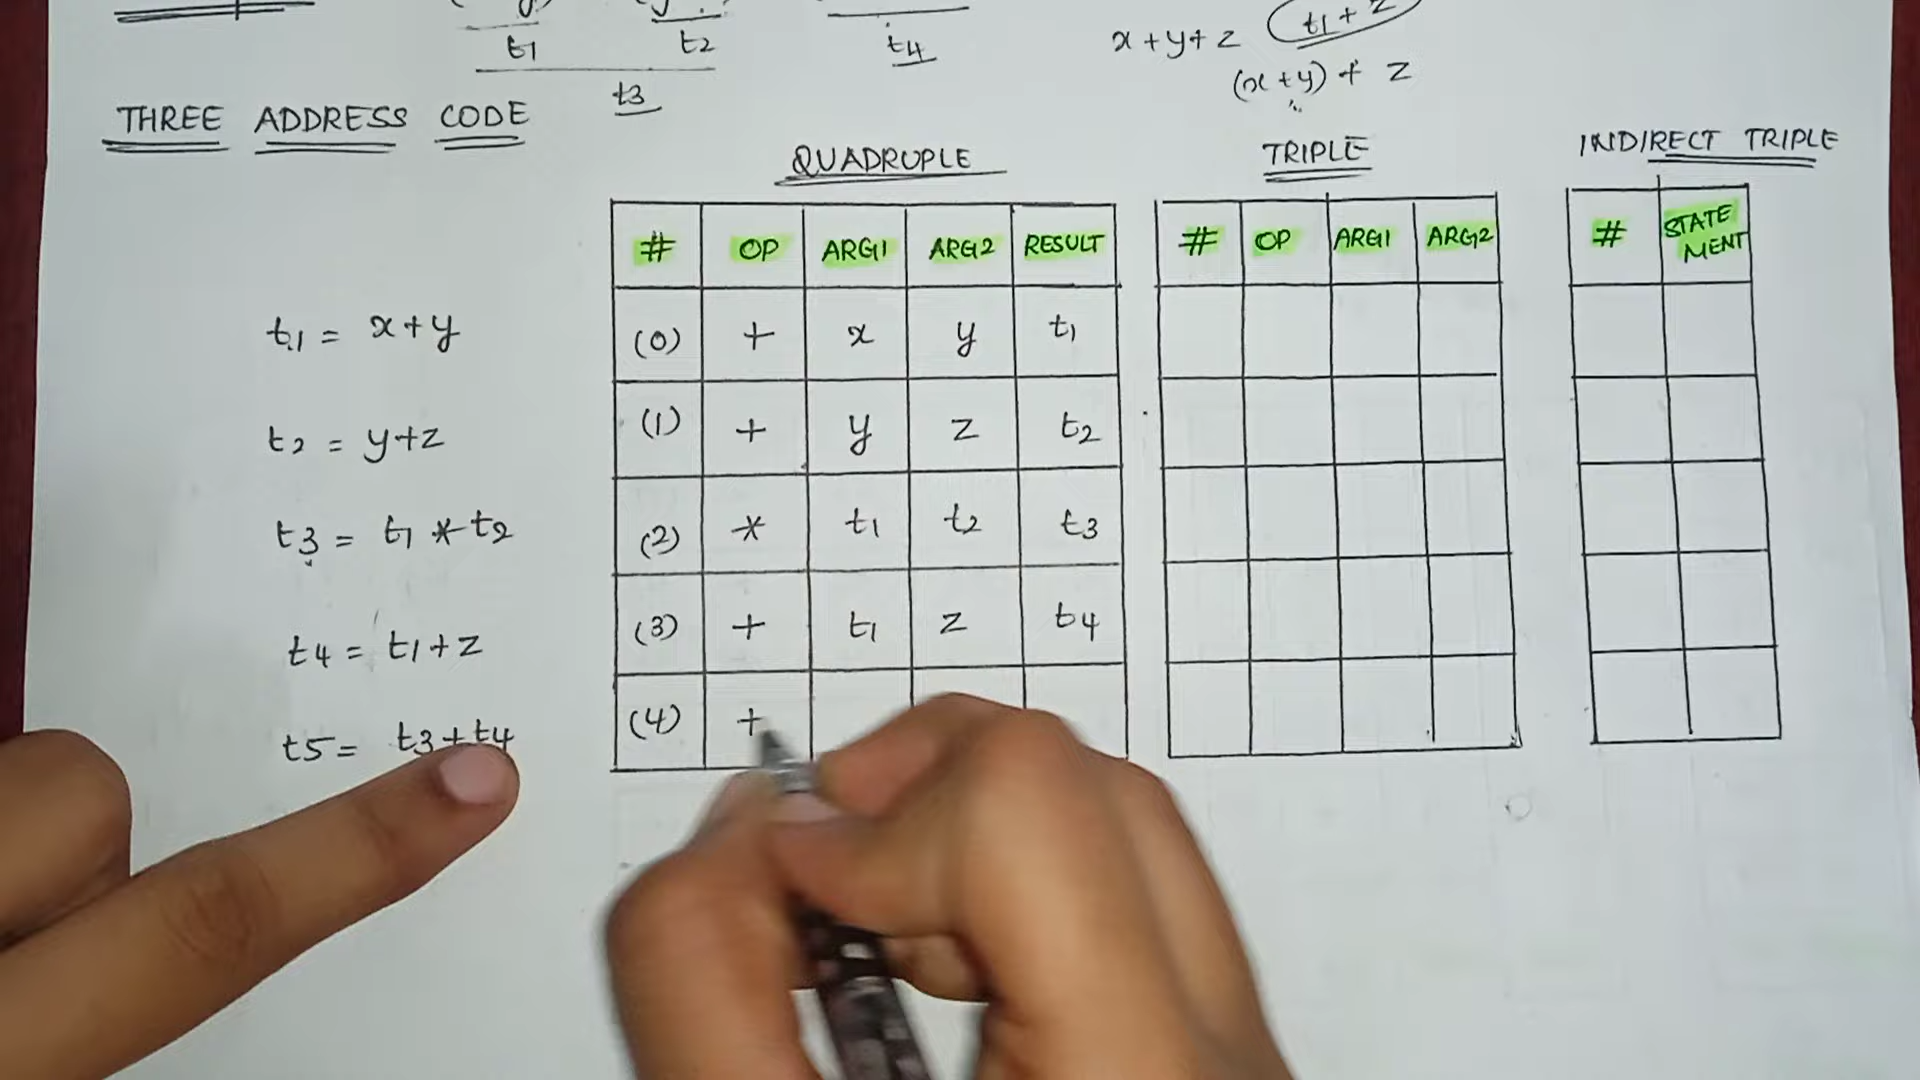 t1 t2 t4
t3
x+y+z t1+z
(x+y)+z
THREE ADDRESS CODE
t1 = x+y
t2 = y+z
t3 = t1*t2
t4 = t1+z
t5 = t3+t4
QUADRUPLE
# OP ARG1 ARG2 RESULT
(0) + x y t1
(1) + y z t2
(2) * t1 t2 t3
(3) + t1 z t4
(4) +
TRIPLE
# OP ARG1 ARG2
INDIRECT TRIPLE
# STATE
MENT